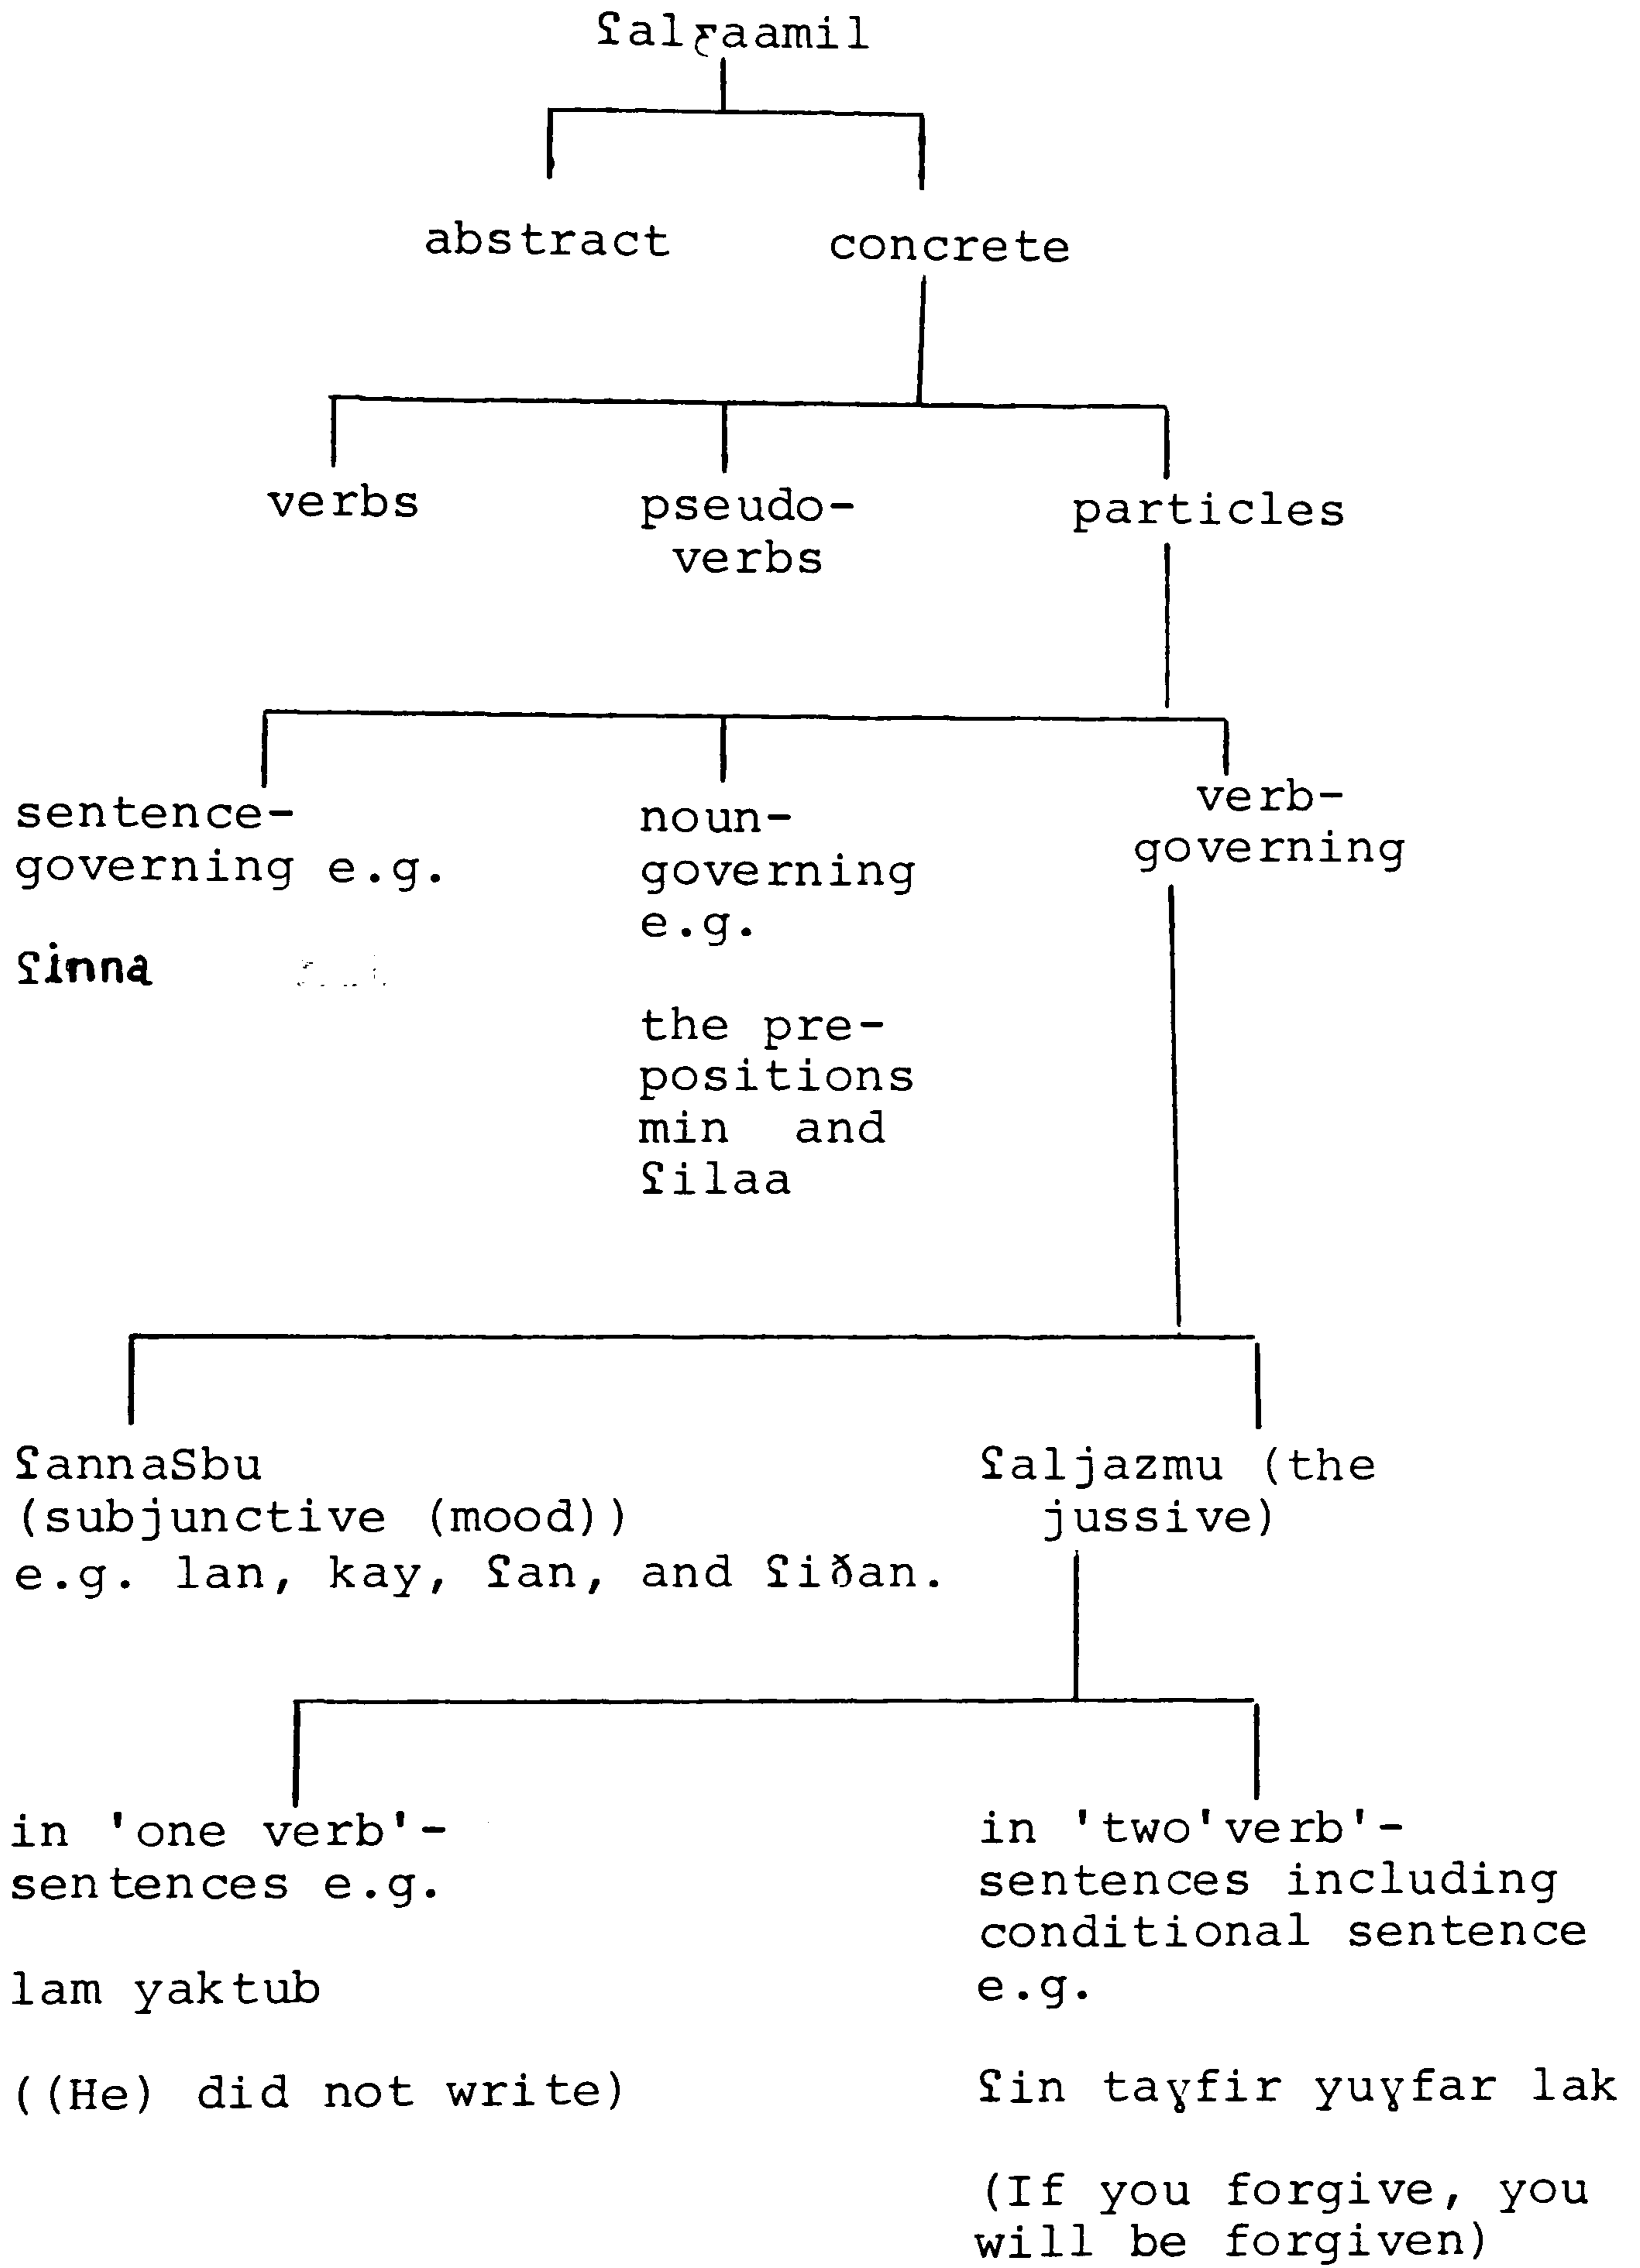 ʕalƹaamil
abstract
concrete
verbs
pseudo-
verbs
particles
sentence-
governing e.g.
ʕinna
noun-
governing
e.g.
the pre-
positions
min and
ʕilaa
verb-
governing
ʕannaSbu
(subjunctive (mood))
e.g. lan, kay, ʕan, and ʕiðan.
ʕaljazmu (the
jussive)
in 'one verb'-
sentences e.g.
lam yaktub
((He) did not write)
in 'two'verb'-
sentences including
conditional sentence
e.g.
ʕin taɣfir yuɣfar lak
(If you forgive, you
will be forgiven)